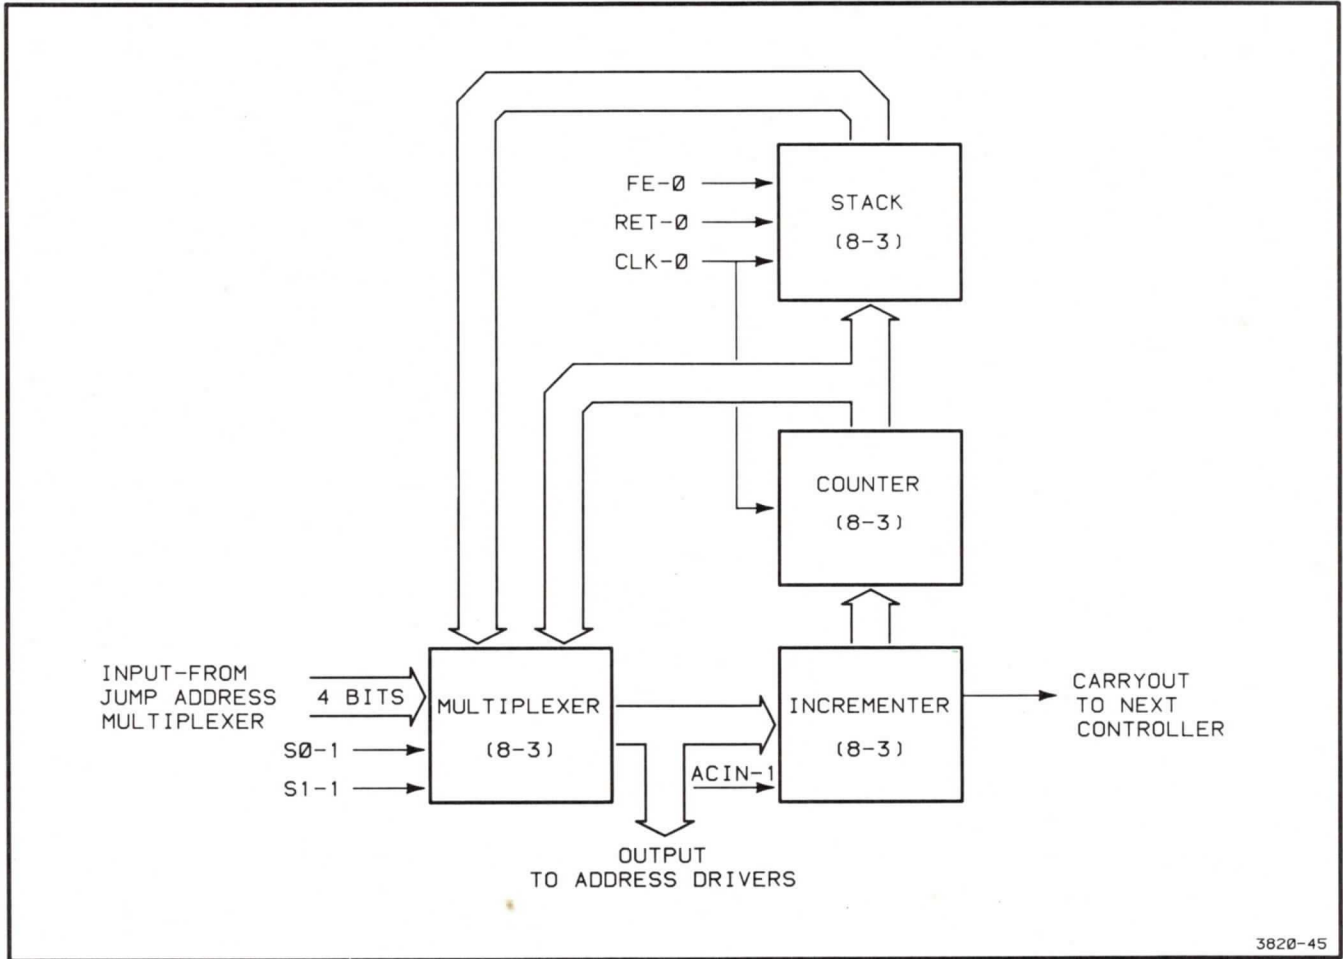 FE-Ø
RET-Ø
CLK-Ø
STACK
(8-3)
COUNTER
(8-3)
INPUT-FROM
JUMP ADDRESS
MULTIPLEXER
4 BITS
SØ-1
S1-1
MULTIPLEXER
(8-3)
ACIN-1
INCREMENTER
(8-3)
CARRYOUT
TO NEXT
CONTROLLER
OUTPUT
TO ADDRESS DRIVERS
382Ø-45